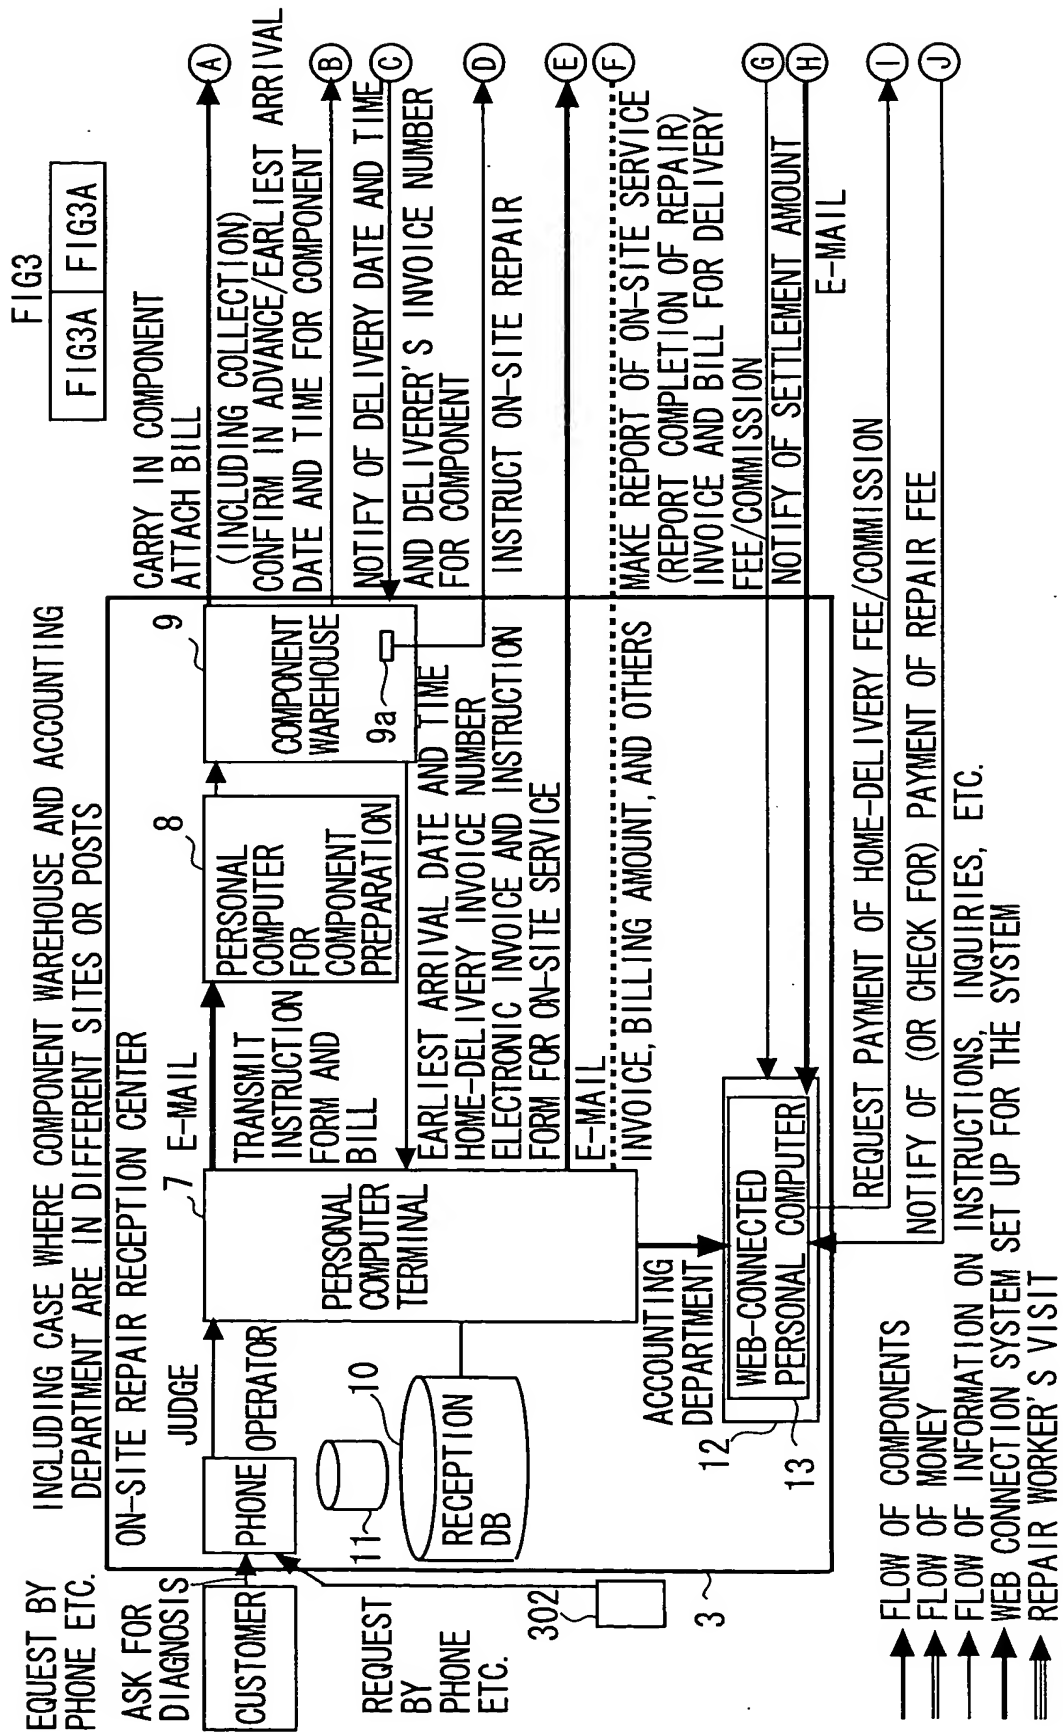 FIG3
FIG3A FIG3A
INCLUDING CASE WHERE COMPONENT WAREHOUSE AND ACCOUNTING
DEPARTMENT ARE IN DIFFERENT SITES OR POSTS
EQUEST BY
PHONE ETC.
ASK FOR
DIAGNOSIS
CUSTOMER
REQUEST
BY
PHONE
ETC.
302
3
ON-SITE REPAIR RECEPTION CENTER
PHONE
JUDGE
OPERATOR
11
10
RECEPTION
DB
7
PERSONAL
COMPUTER
TERMINAL
E-MAIL
TRANSMIT
INSTRUCTION
FORM AND
BILL
8
PERSONAL
COMPUTER
FOR
COMPONENT
PREPARATION
9
COMPONENT
WAREHOUSE
9a
EARLIEST ARRIVAL DATE AND TIME
HOME-DELIVERY INVOICE NUMBER
ELECTRONIC INVOICE AND INSTRUCTION
FORM FOR ON-SITE SERVICE
E-MAIL
INVOICE, BILLING AMOUNT, AND OTHERS
ACCOUNTING
DEPARTMENT
WEB-CONNECTED
PERSONAL COMPUTER
12
13
CARRY IN COMPONENT
ATTACH BILL
(INCLUDING COLLECTION)
CONFIRM IN ADVANCE/EARLIEST ARRIVAL
DATE AND TIME FOR COMPONENT
NOTIFY OF DELIVERY DATE AND TIME
AND DELIVERER'S INVOICE NUMBER
FOR COMPONENT
INSTRUCT ON-SITE REPAIR
MAKE REPORT OF ON-SITE SERVICE
(REPORT COMPLETION OF REPAIR)
INVOICE AND BILL FOR DELIVERY
FEE/COMMISSION
NOTIFY OF SETTLEMENT AMOUNT
E-MAIL
REQUEST PAYMENT OF HOME-DELIVERY FEE/COMMISSION
NOTIFY OF (OR CHECK FOR) PAYMENT OF REPAIR FEE
A
B
C
D
E
F
G
H
I
J
FLOW OF COMPONENTS
FLOW OF MONEY
FLOW OF INFORMATION ON INSTRUCTIONS, INQUIRIES, ETC.
WEB CONNECTION SYSTEM SET UP FOR THE SYSTEM
REPAIR WORKER'S VISIT